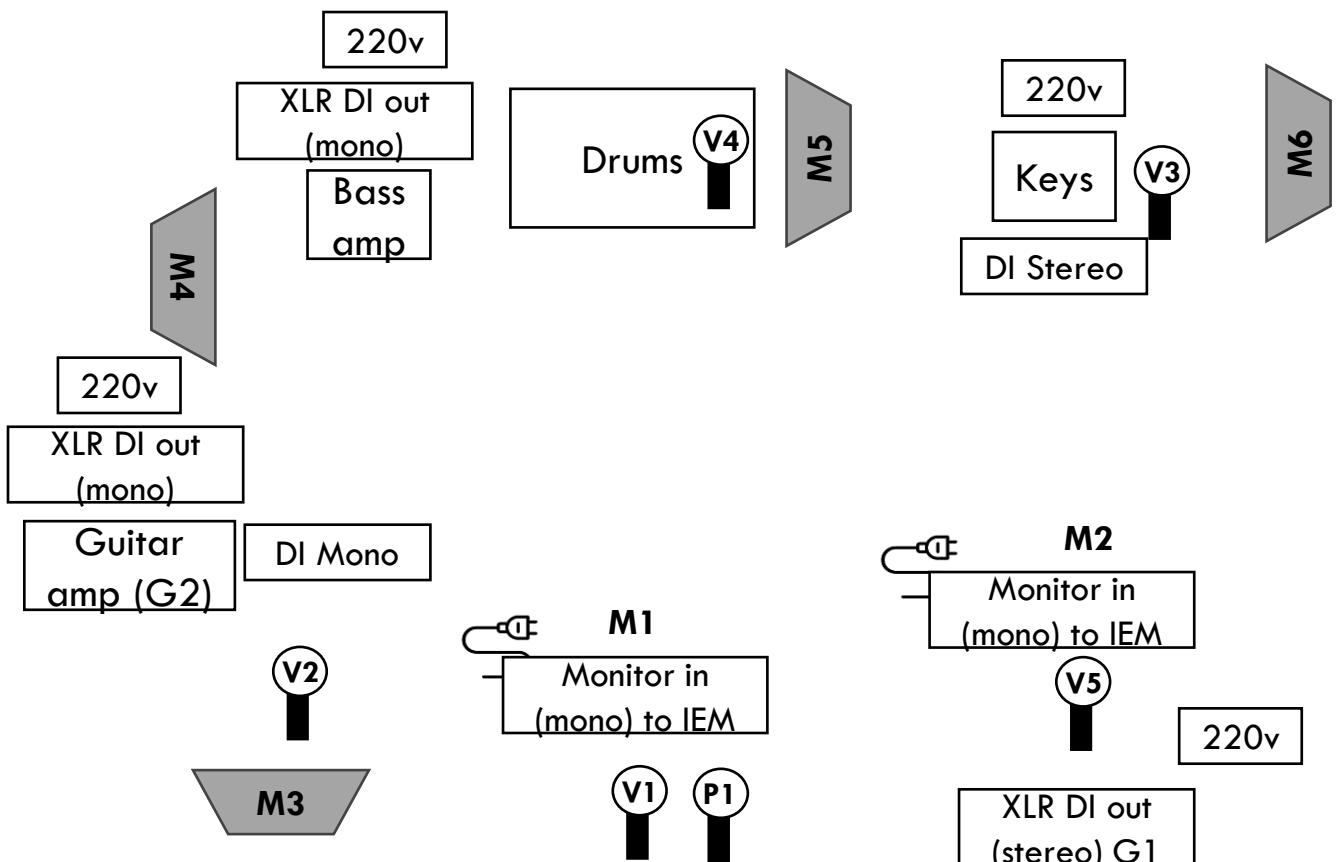 220v
XLR DI out
(mono)
Bass
amp
Drums
V4
M5
220v
Keys
V3
DI Stereo
M6
M4
220v
XLR DI out
(mono)
Guitar
amp (G2)
DI Mono
V2
M3
M1
Monitor in
(mono) to IEM
V1
P1
M2
Monitor in
(mono) to IEM
V5
220v
XLR DI out
(stereo) G1